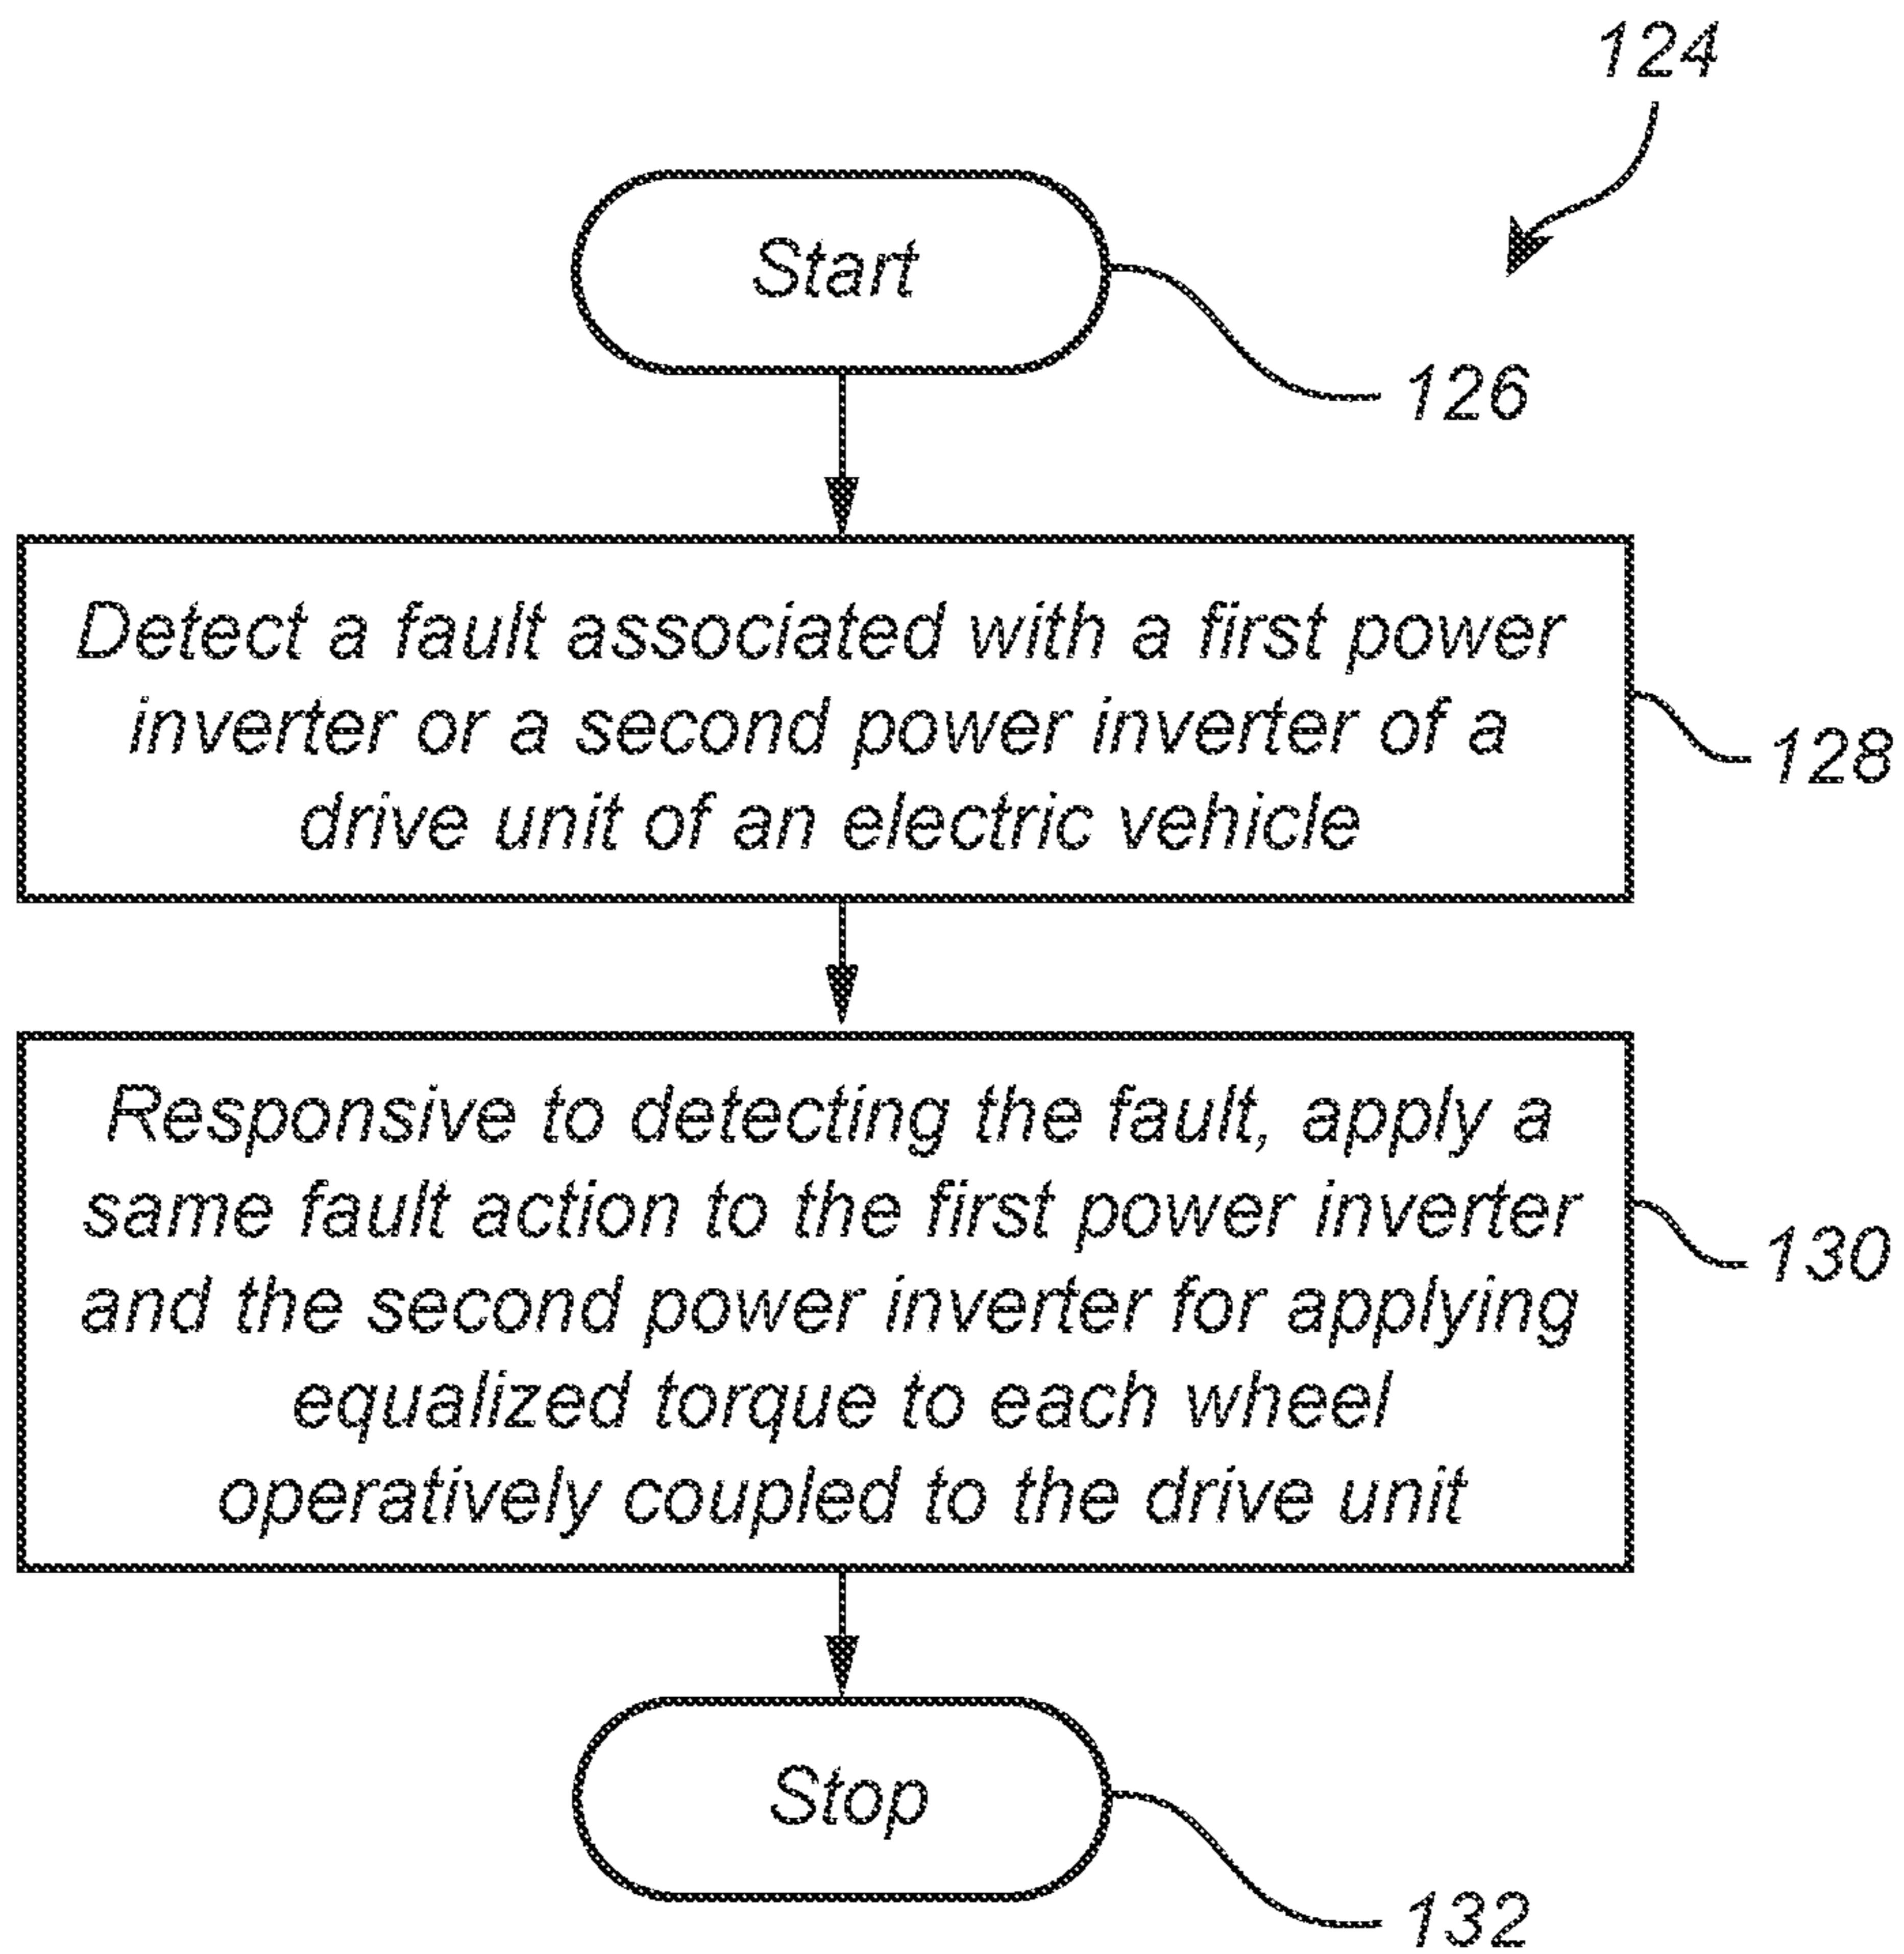 124
Start
126
Detect a fault associated with a first power
inverter or a second power inverter of a
drive unit of an electric vehicle
128
Responsive to detecting the fault, apply a
same fault action to the first power inverter
and the second power inverter for applying
equalized torque to each wheel
operatively coupled to the drive unit
130
Stop
132